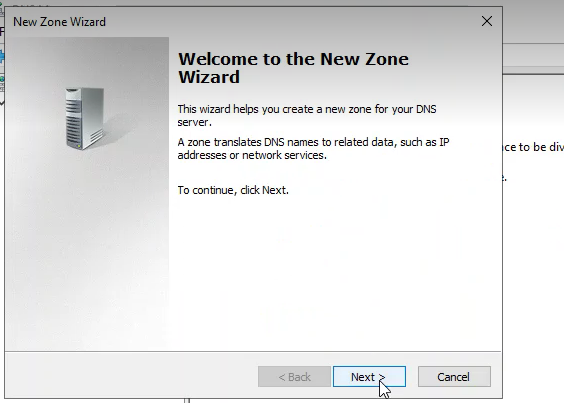 New Zone Wizard
Welcome to the New Zone
Wizard
This wizard helps you create a new zone for your DNS
server.
A zone translates DNS names to related data, such as IP
addresses or network services.
ce to be div
To continue, click Next.
< Back
Next >
Cancel